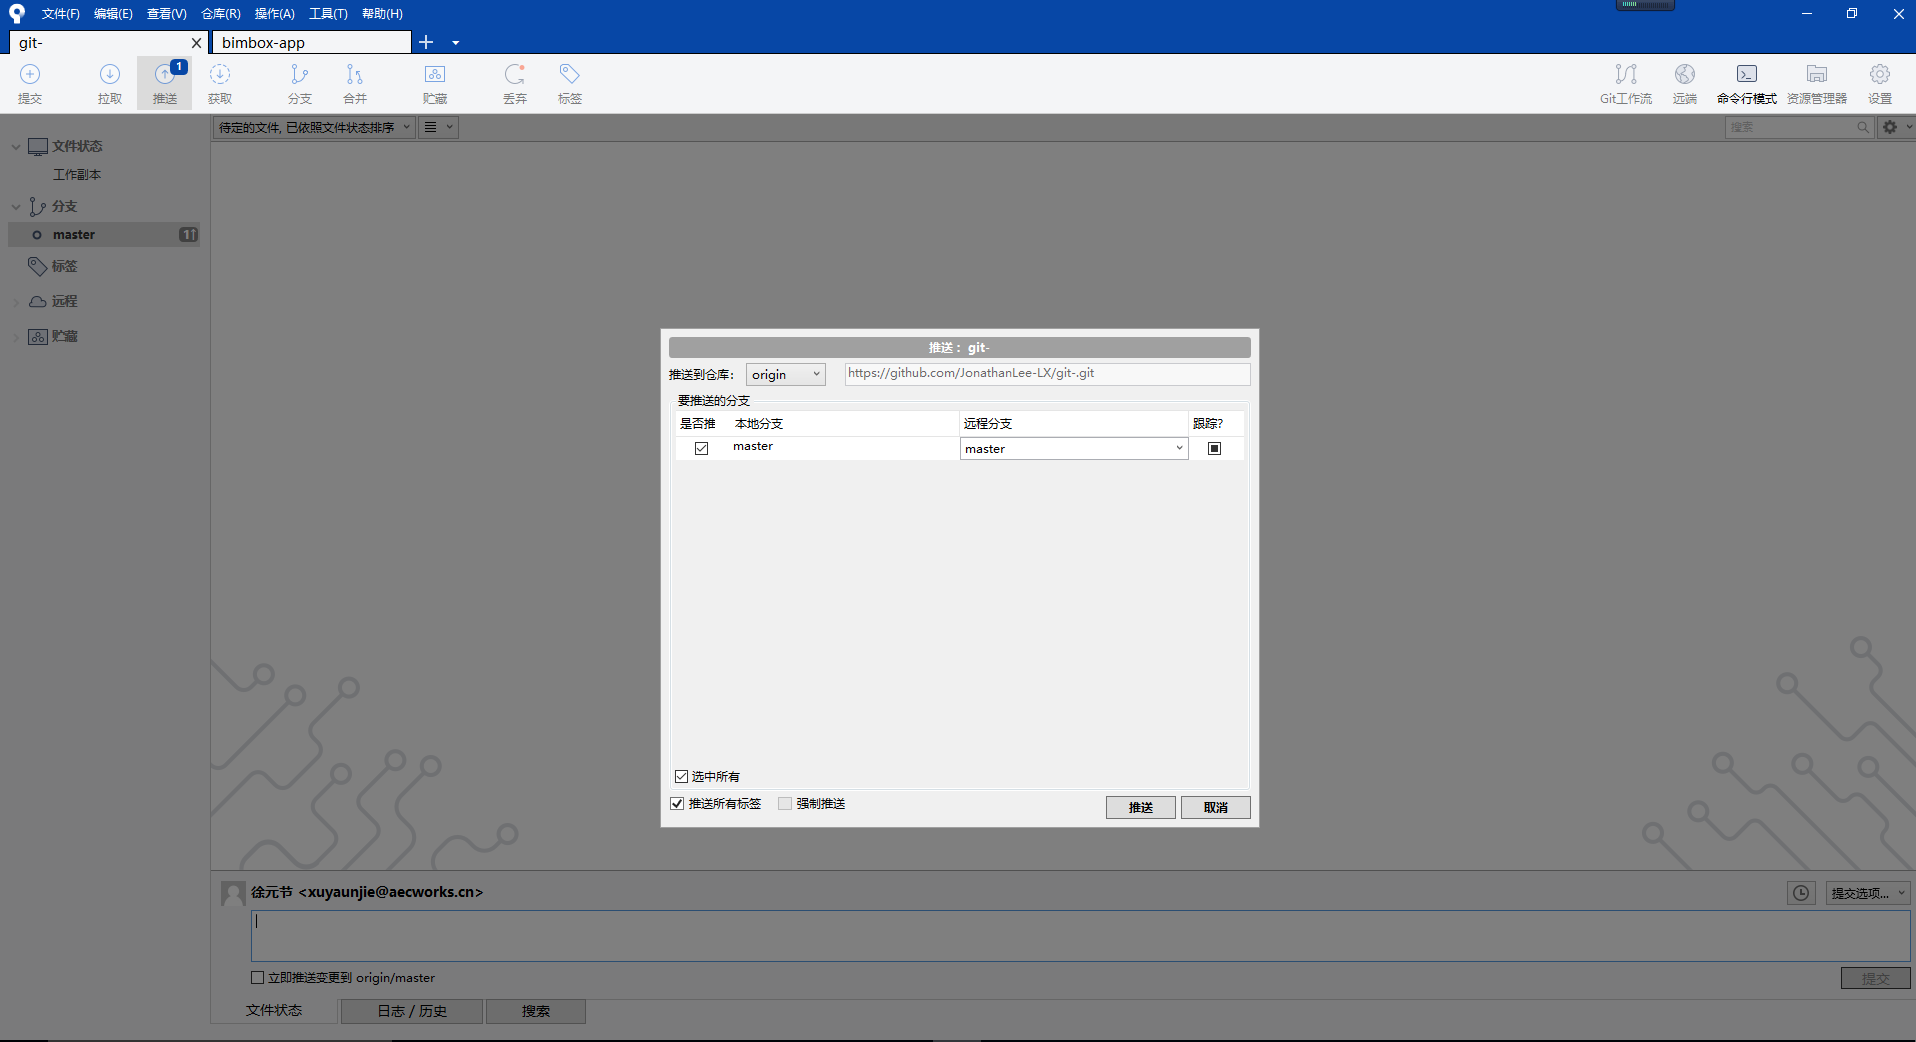 文件(F) 编辑(E) 查看(V) 仓库(R) 操作(A) 工具(T) 帮助(H)
git- bimbox-app
1
提交 拉取 推送 获取 分支 合并 贮藏 丢弃 标签 Git工作流 远端 命令行模式 资源管理器 设置
待定的文件, 已依照文件状态排序 搜索
文件状态
工作副本
分支
master 1↑
标签
远程
贮藏
推送： git-
推送到仓库： origin https://github.com/JonathanLee-LX/git-.git
要推送的分支
是否推 本地分支 远程分支 跟踪?
master master
选中所有
推送所有标签 强制推送 推送 取消
徐元节 <xuyaunjie@aecworks.cn> 提交选项...
立即推送变更到 origin/master 提交
文件状态 日志 / 历史 搜索